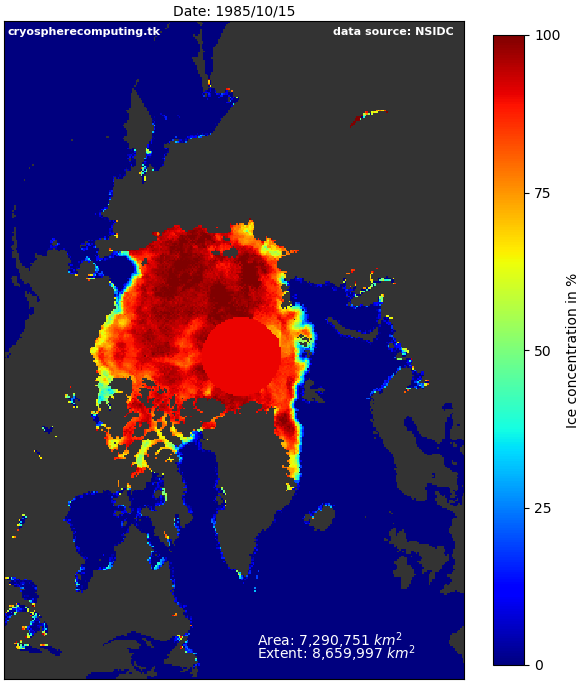 Date: 1985/10/15
cryospherecomputing.tk data source: NSIDC
100
75
50
25
0
Ice concentration in %
Area: 7,290,751 km²
Extent: 8,659,997 km²